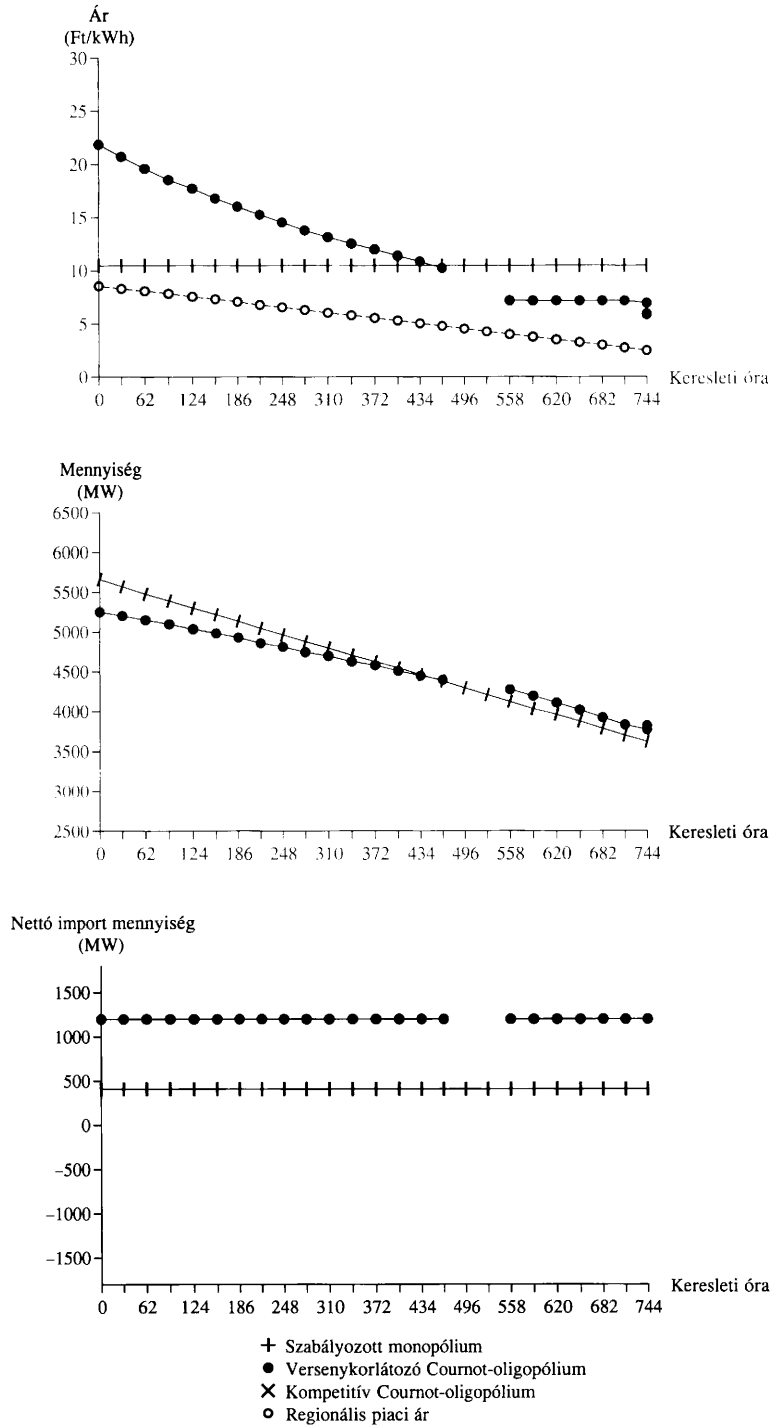 Ár
(Ft/kWh)
30
25
20
15
10
5
0
0 62 124 186 248 310 372 434 496 558 620 682 744
Keresleti óra
Mennyiség
(MW)
6500
6000
5500
5000
4500
4000
3500
3000
2500
0 62 124 186 248 310 372 434 496 558 620 682 744
Keresleti óra
Nettó import mennyiség
(MW)
1500
1000
500
0
−500
−1000
−1500
0 62 124 186 248 310 372 434 496 558 620 682 744
Keresleti óra
Szabályozott monopólium
Versenykorlátozó Cournot-oligopólium
Kompetitív Cournot-oligopólium
Regionális piaci ár